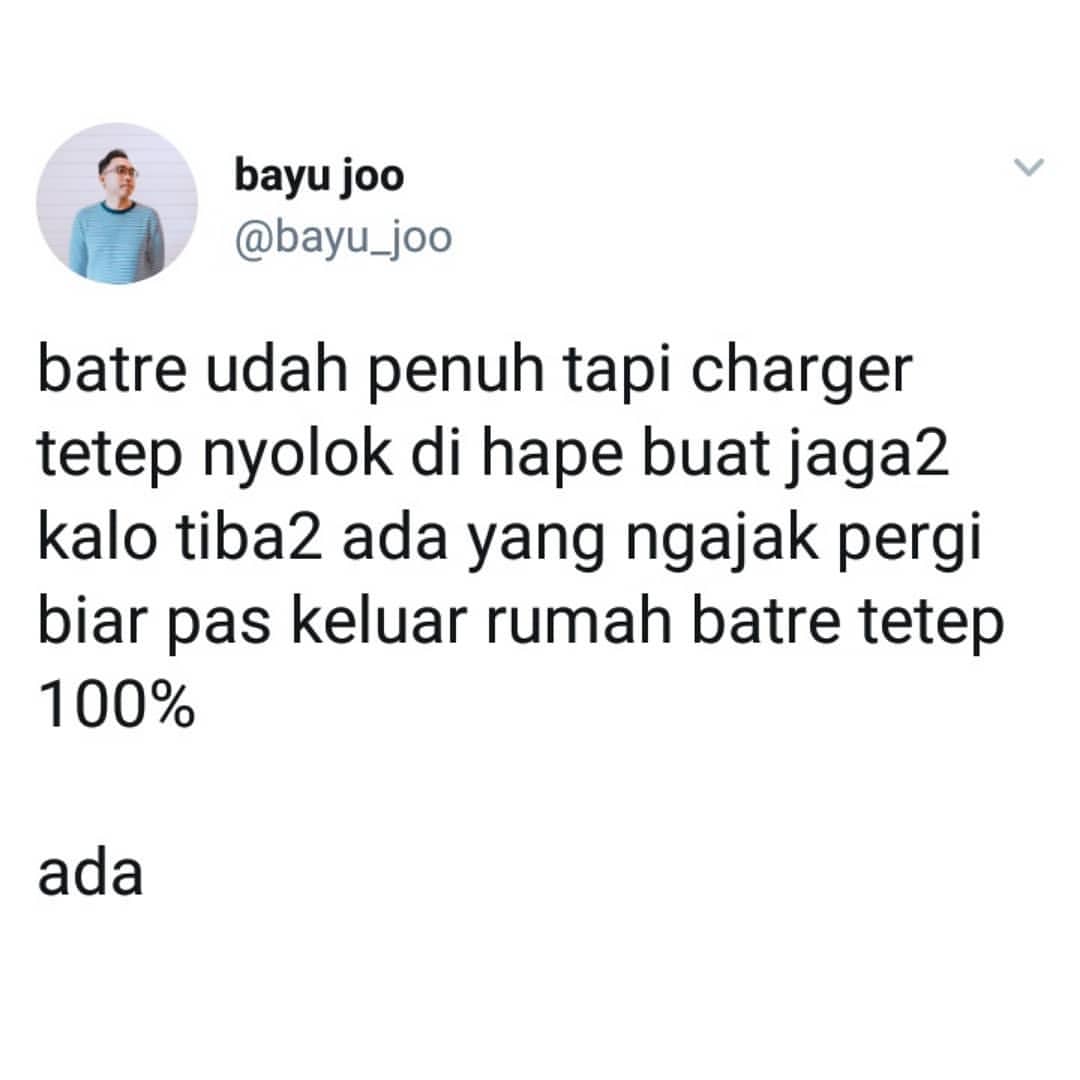 bayu joo
@bayu_joo
batre udah penuh tapi charger
tetep nyolok di hape buat jaga2
kalo tiba2 ada yang ngajak pergi
biar pas keluar rumah batre tetep
100%
ada